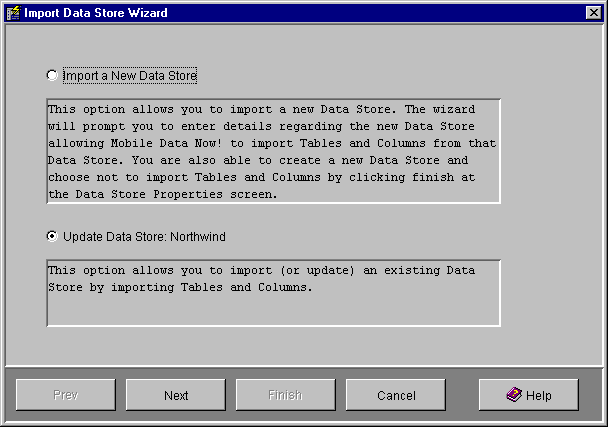 Import Data Store Wizard
Import a New Data Store
This option allows you to import a new Data Store. The wizard
will prompt you to enter details regarding the new Data Store
allowing Mobile Data Now! to import Tables and Columns from that
Data Store. You are also able to create a new Data Store and
choose not to import Tables and Columns by clicking finish at
the Data Store Properties screen.
Update Data Store: Northwind
This option allows you to import (or update) an existing Data
Store by importing Tables and Columns.
Prev Next Finish Cancel Help